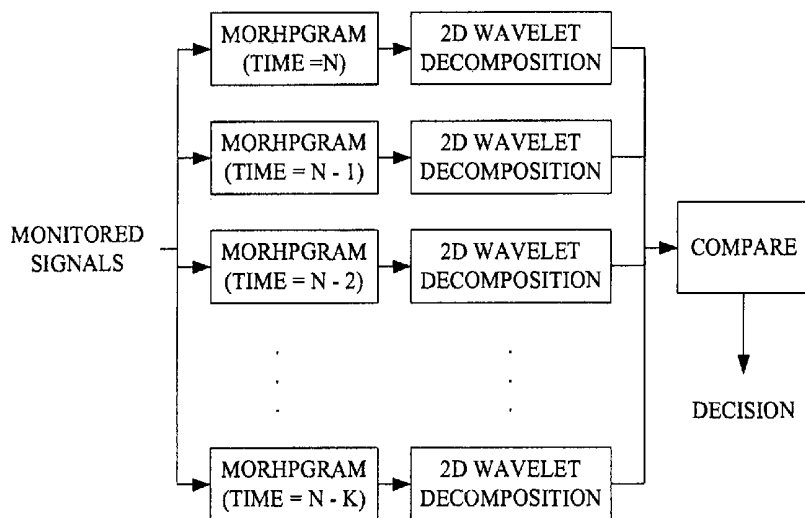 MORHPGRAM
(TIME =N)
2D WAVELET
DECOMPOSITION
MORHPGRAM
(TIME = N - 1)
2D WAVELET
DECOMPOSITION
MONITORED
SIGNALS
MORHPGRAM
(TIME = N - 2)
2D WAVELET
DECOMPOSITION
COMPARE
DECISION
MORHPGRAM
(TIME = N - K)
2D WAVELET
DECOMPOSITION